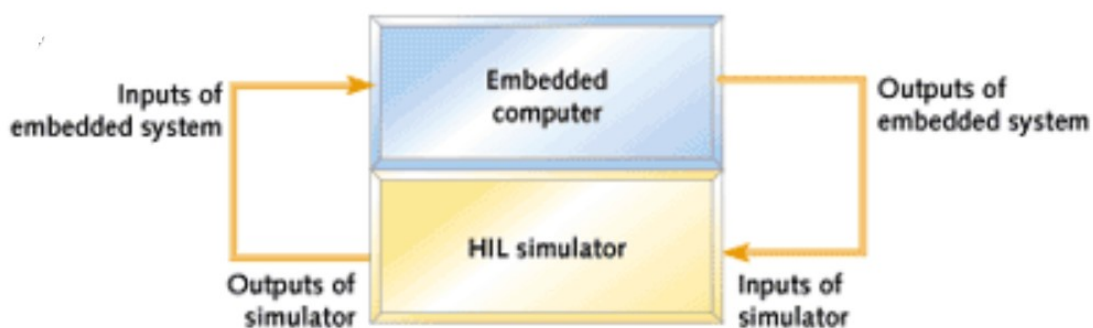 Embedded
computer
Inputs of
embedded system
Outputs of
embedded system
HIL simulator
Outputs of
simulator
Inputs of
simulator